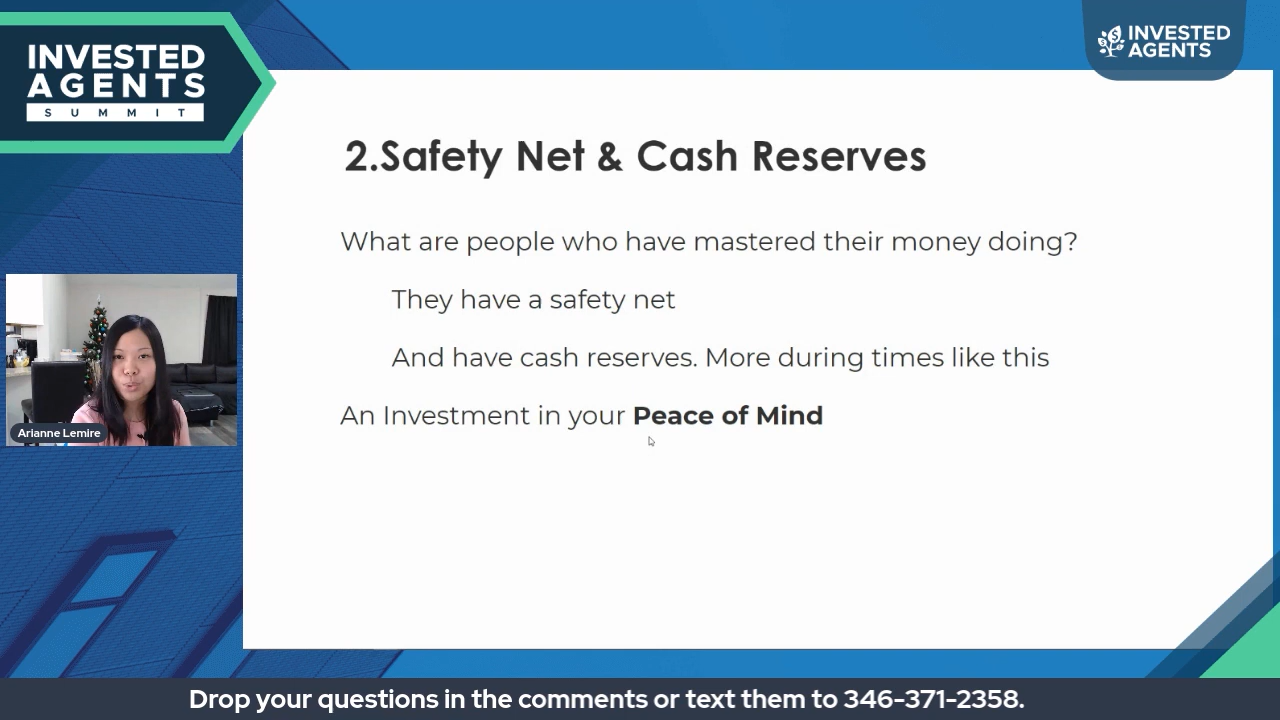 INVESTED
AGENTS
SUMMIT
INVESTED
AGENTS
2.Safety Net & Cash Reserves
What are people who have mastered their money doing?
They have a safety net
And have cash reserves. More during times like this
An Investment in your Peace of Mind
Arianne Lemire
Drop your questions in the comments or text them to 346-371-2358.